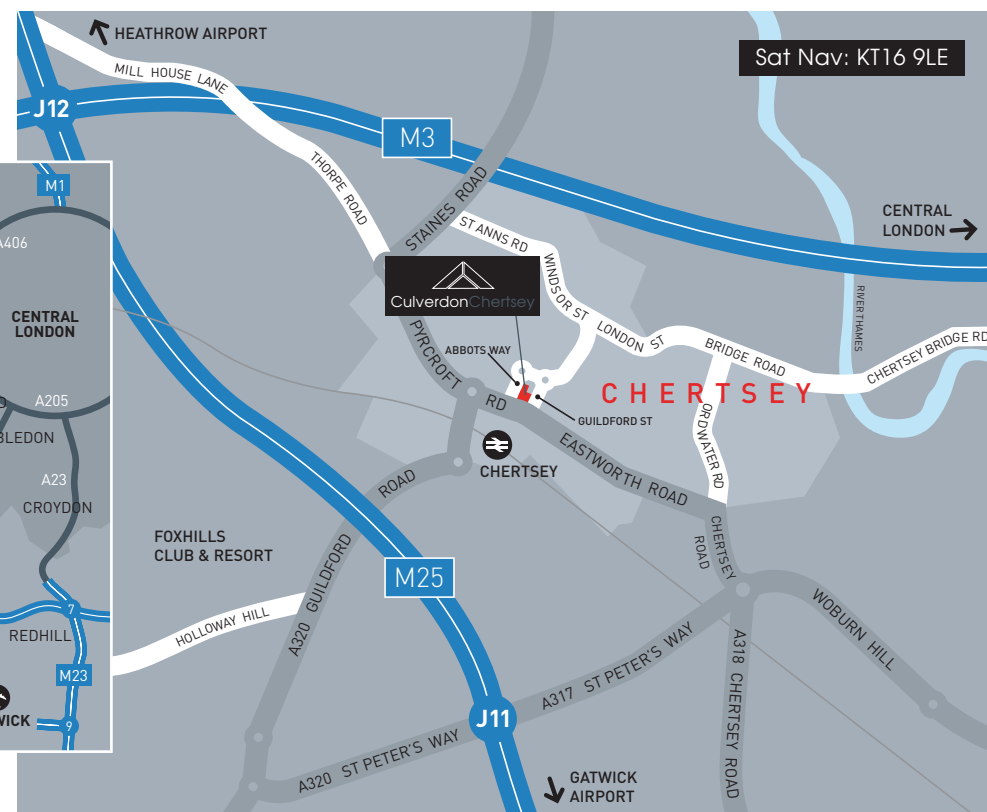 HEATHROW AIRPORT
Sat Nav: KT16 9LE
MILL HOUSE LANE
J12
M3
THORPE ROAD
STAINES ROAD
M1
A406
CENTRAL
LONDON
ST ANNS RD
WINDSOR ST
CulverdonChertsey
RIVER THAMES
CENTRAL
LONDON
LONDON ST
BRIDGE ROAD
CHERTSEY BRIDGE RD
PYRCROFT
RD
ABBOTS WAY
CHERTSEY
GUILDFORD ST
A205
BLEDON
A23
CROYDON
EASTWORTH ROAD
ORDWATER RD
CHERTSEY
ROAD
CHERTSEY
ROAD
FOXHILLS
CLUB & RESORT
M25
A320 GUILDFORD
HOLLOWAY HILL
7
REDHILL
M23
WICK
9
WOBURN HILL
A317 ST PETER'S WAY
A318 CHERTSEY ROAD
J11
A320 ST PETER'S WAY
GATWICK
AIRPORT